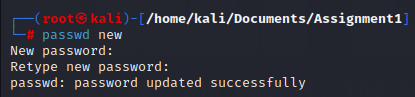 ┌──(root㉿kali)-[/home/kali/Documents/Assignment1]
└─# passwd new
New password:
Retype new password:
passwd: password updated successfully